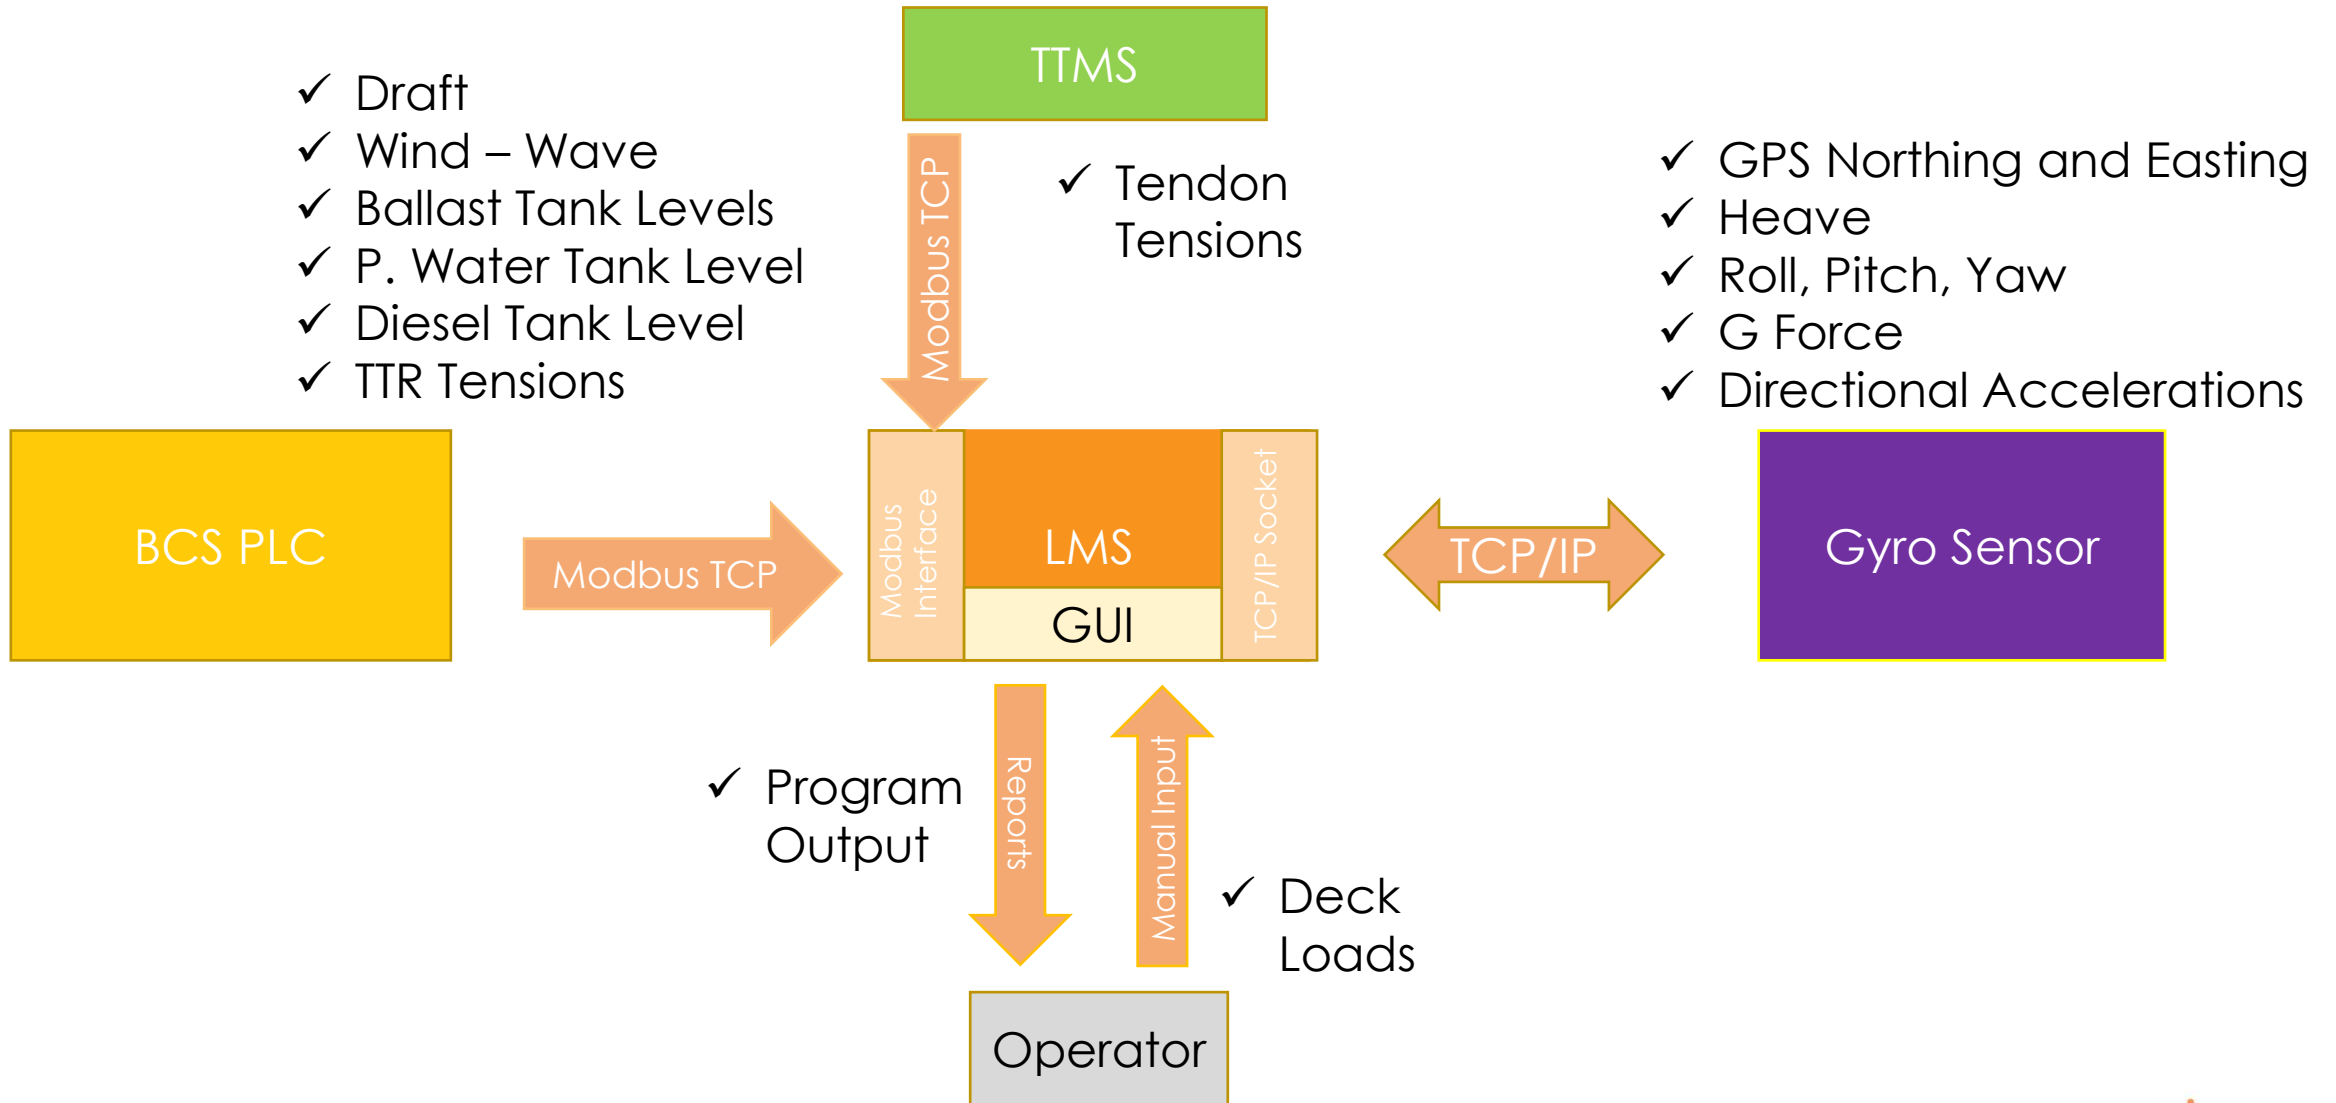 TTMS
✓ Draft
✓ Wind – Wave
✓ Ballast Tank Levels
✓ P. Water Tank Level
✓ Diesel Tank Level
✓ TTR Tensions
Modbus TCP
✓ Tendon
Tensions
✓ GPS Northing and Easting
✓ Heave
✓ Roll, Pitch, Yaw
✓ G Force
✓ Directional Accelerations
BCS PLC
Modbus TCP
Modbus
Interface
LMS
GUI
TCP/IP Socket
TCP/IP
Gyro Sensor
✓ Program
Output
Reports
Manual Input
✓ Deck
Loads
Operator